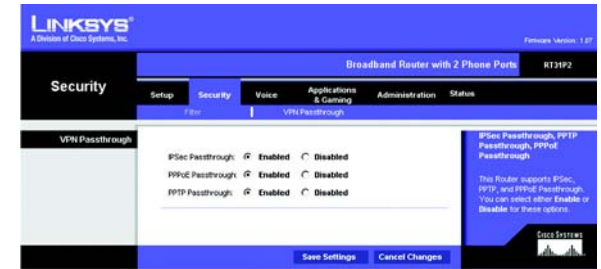 LINKSYS®
A Division of Cisco Systems, Inc.
Firmware Version: 1.07
Broadband Router with 2 Phone Ports
RT31P2
Security
Setup
Security
Voice
Applications & Gaming
Administration
Status
Filter
VPN Passthrough
VPN Passthrough
IPSec Passthrough: Enabled Disabled
PPPoE Passthrough: Enabled Disabled
PPTP Passthrough: Enabled Disabled
IPSec Passthrough, PPTP
Passthrough, PPPoE
Passthrough
This Router supports IPSec,
PPTP, and PPPoE Passthrough.
You can select either Enable or
Disable for these options.
Save Settings
Cancel Changes
CISCO SYSTEMS